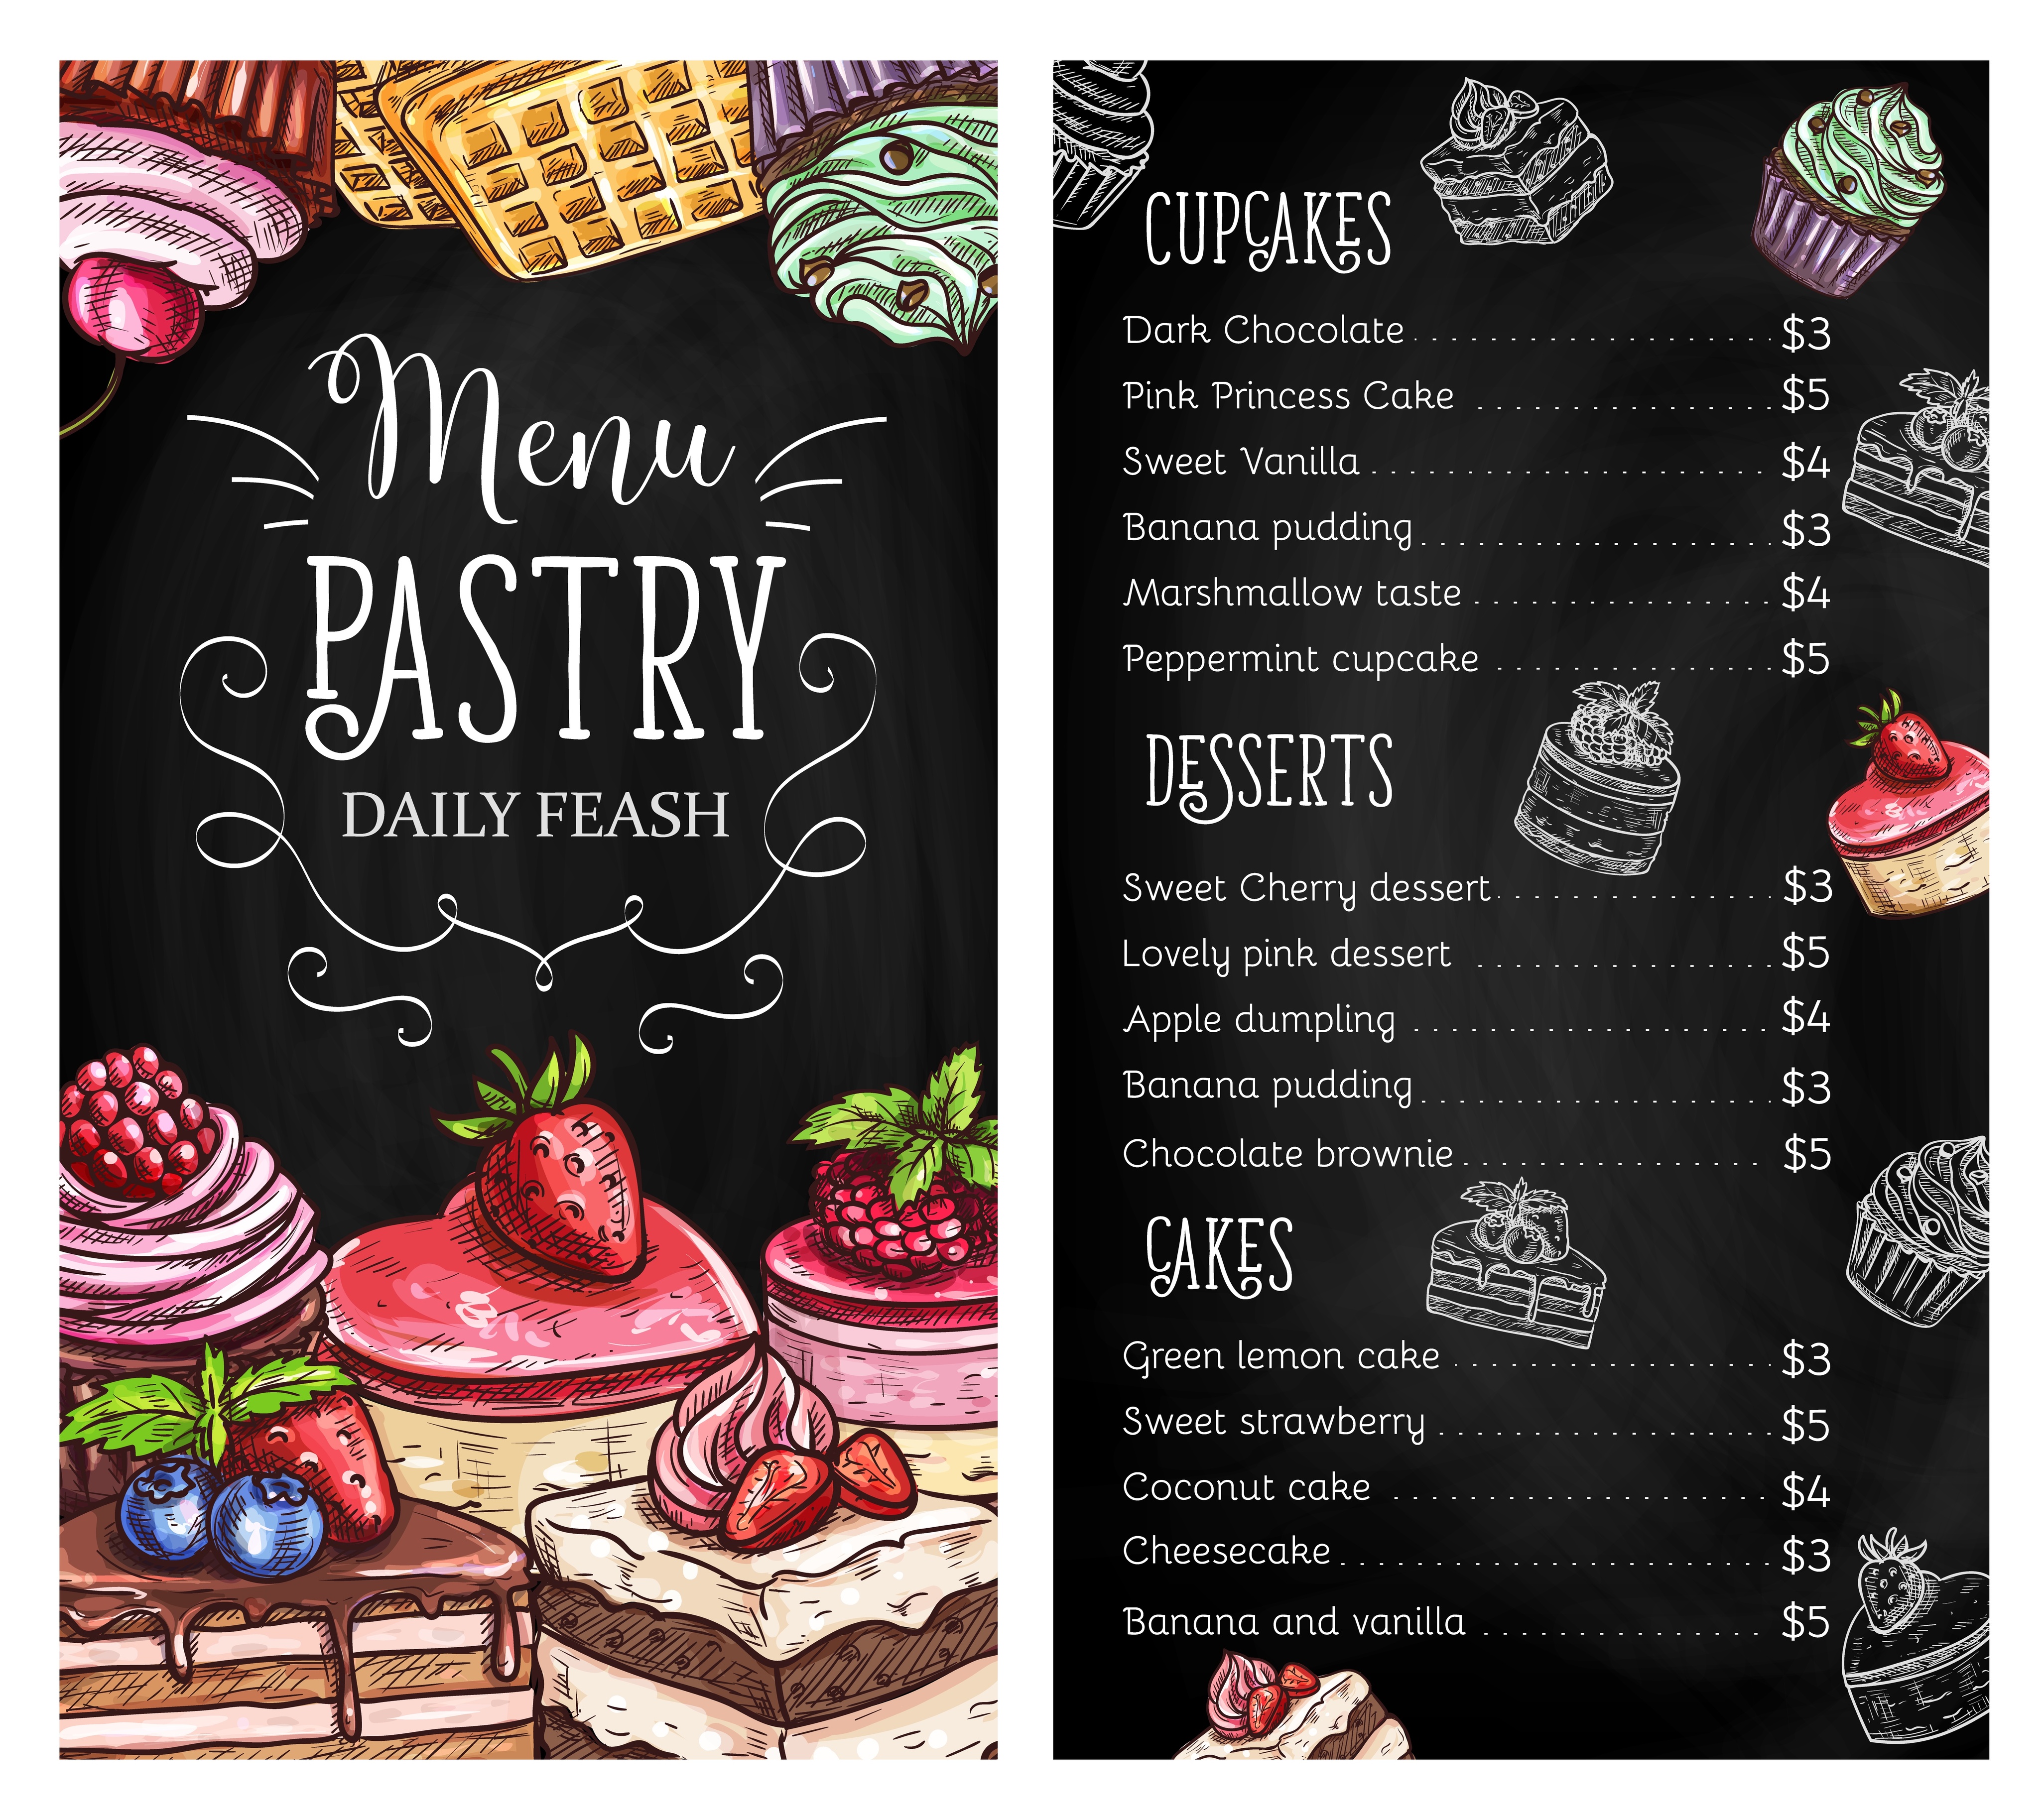 Menu
PASTRY
DAILY FEASH
CUPCAKES
Dark Chocolate . . . . . . . . . . . . . . . . . . . . . $3
Pink Princess Cake . . . . . . . . . . . . . . . . . . $5
Sweet Vanilla . . . . . . . . . . . . . . . . . . . . . . . $4
Banana pudding . . . . . . . . . . . . . . . . . . . . . $3
Marshmallow taste . . . . . . . . . . . . . . . . . . $4
Peppermint cupcake . . . . . . . . . . . . . . . . . $5
DESSERTS
Sweet Cherry dessert . . . . . . . . . . . . . . . . $3
Lovely pink dessert . . . . . . . . . . . . . . . . . . $5
Apple dumpling . . . . . . . . . . . . . . . . . . . . . $4
Banana pudding . . . . . . . . . . . . . . . . . . . . . $3
Chocolate brownie . . . . . . . . . . . . . . . . . . $5
CAKES
Green lemon cake . . . . . . . . . . . . . . . . . . . $3
Sweet strawberry . . . . . . . . . . . . . . . . . . . . $5
Coconut cake . . . . . . . . . . . . . . . . . . . . . . . $4
Cheesecake . . . . . . . . . . . . . . . . . . . . . . . . . $3
Banana and vanilla . . . . . . . . . . . . . . . . . . $5